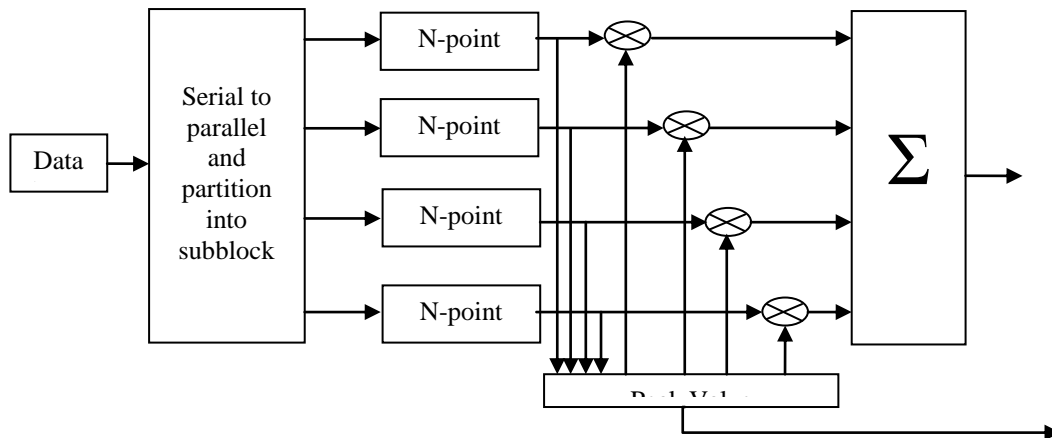 Data
Serial to
parallel
and
partition
into
subblock
N-point
N-point
N-point
N-point
Σ